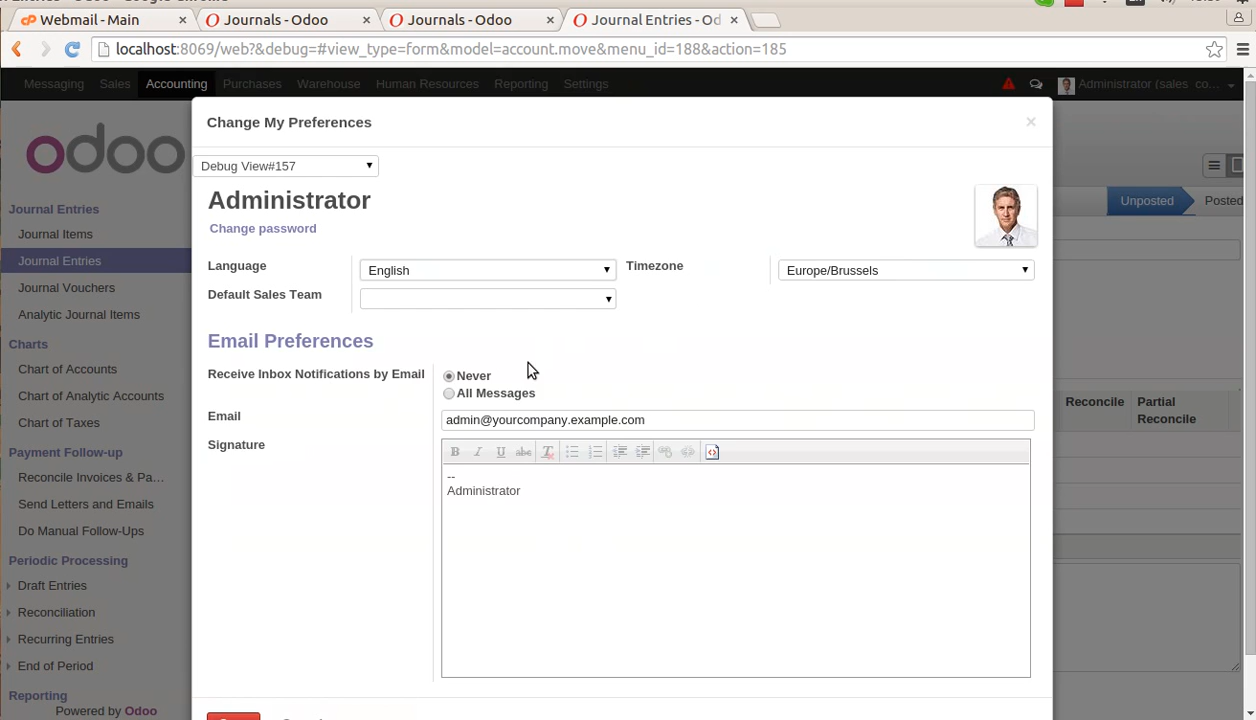 Webmail - Main
Journals - Odoo
Journals - Odoo
Journal Entries - Od
localhost:8069/web?&debug=#view_type=form&model=account.move&menu_id=188&action=185
Messaging Sales Accounting Purchases Warehouse Human Resources Reporting Settings
Administrator (sales_co...
odoo
Journal Entries
Journal Items
Journal Entries
Journal Vouchers
Analytic Journal Items
Charts
Chart of Accounts
Chart of Analytic Accounts
Chart of Taxes
Payment Follow-up
Reconcile Invoices & Pa...
Send Letters and Emails
Do Manual Follow-Ups
Periodic Processing
Draft Entries
Reconciliation
Recurring Entries
End of Period
Reporting
Powered by Odoo
Change My Preferences
×
Debug View#157
Administrator
Change password
Language
English
Timezone
Europe/Brussels
Default Sales Team
Email Preferences
Receive Inbox Notifications by Email
Never
All Messages
Email
admin@yourcompany.example.com
Signature
B I U abc
--
Administrator
Unposted
Posted
Reconcile
Partial
Reconcile